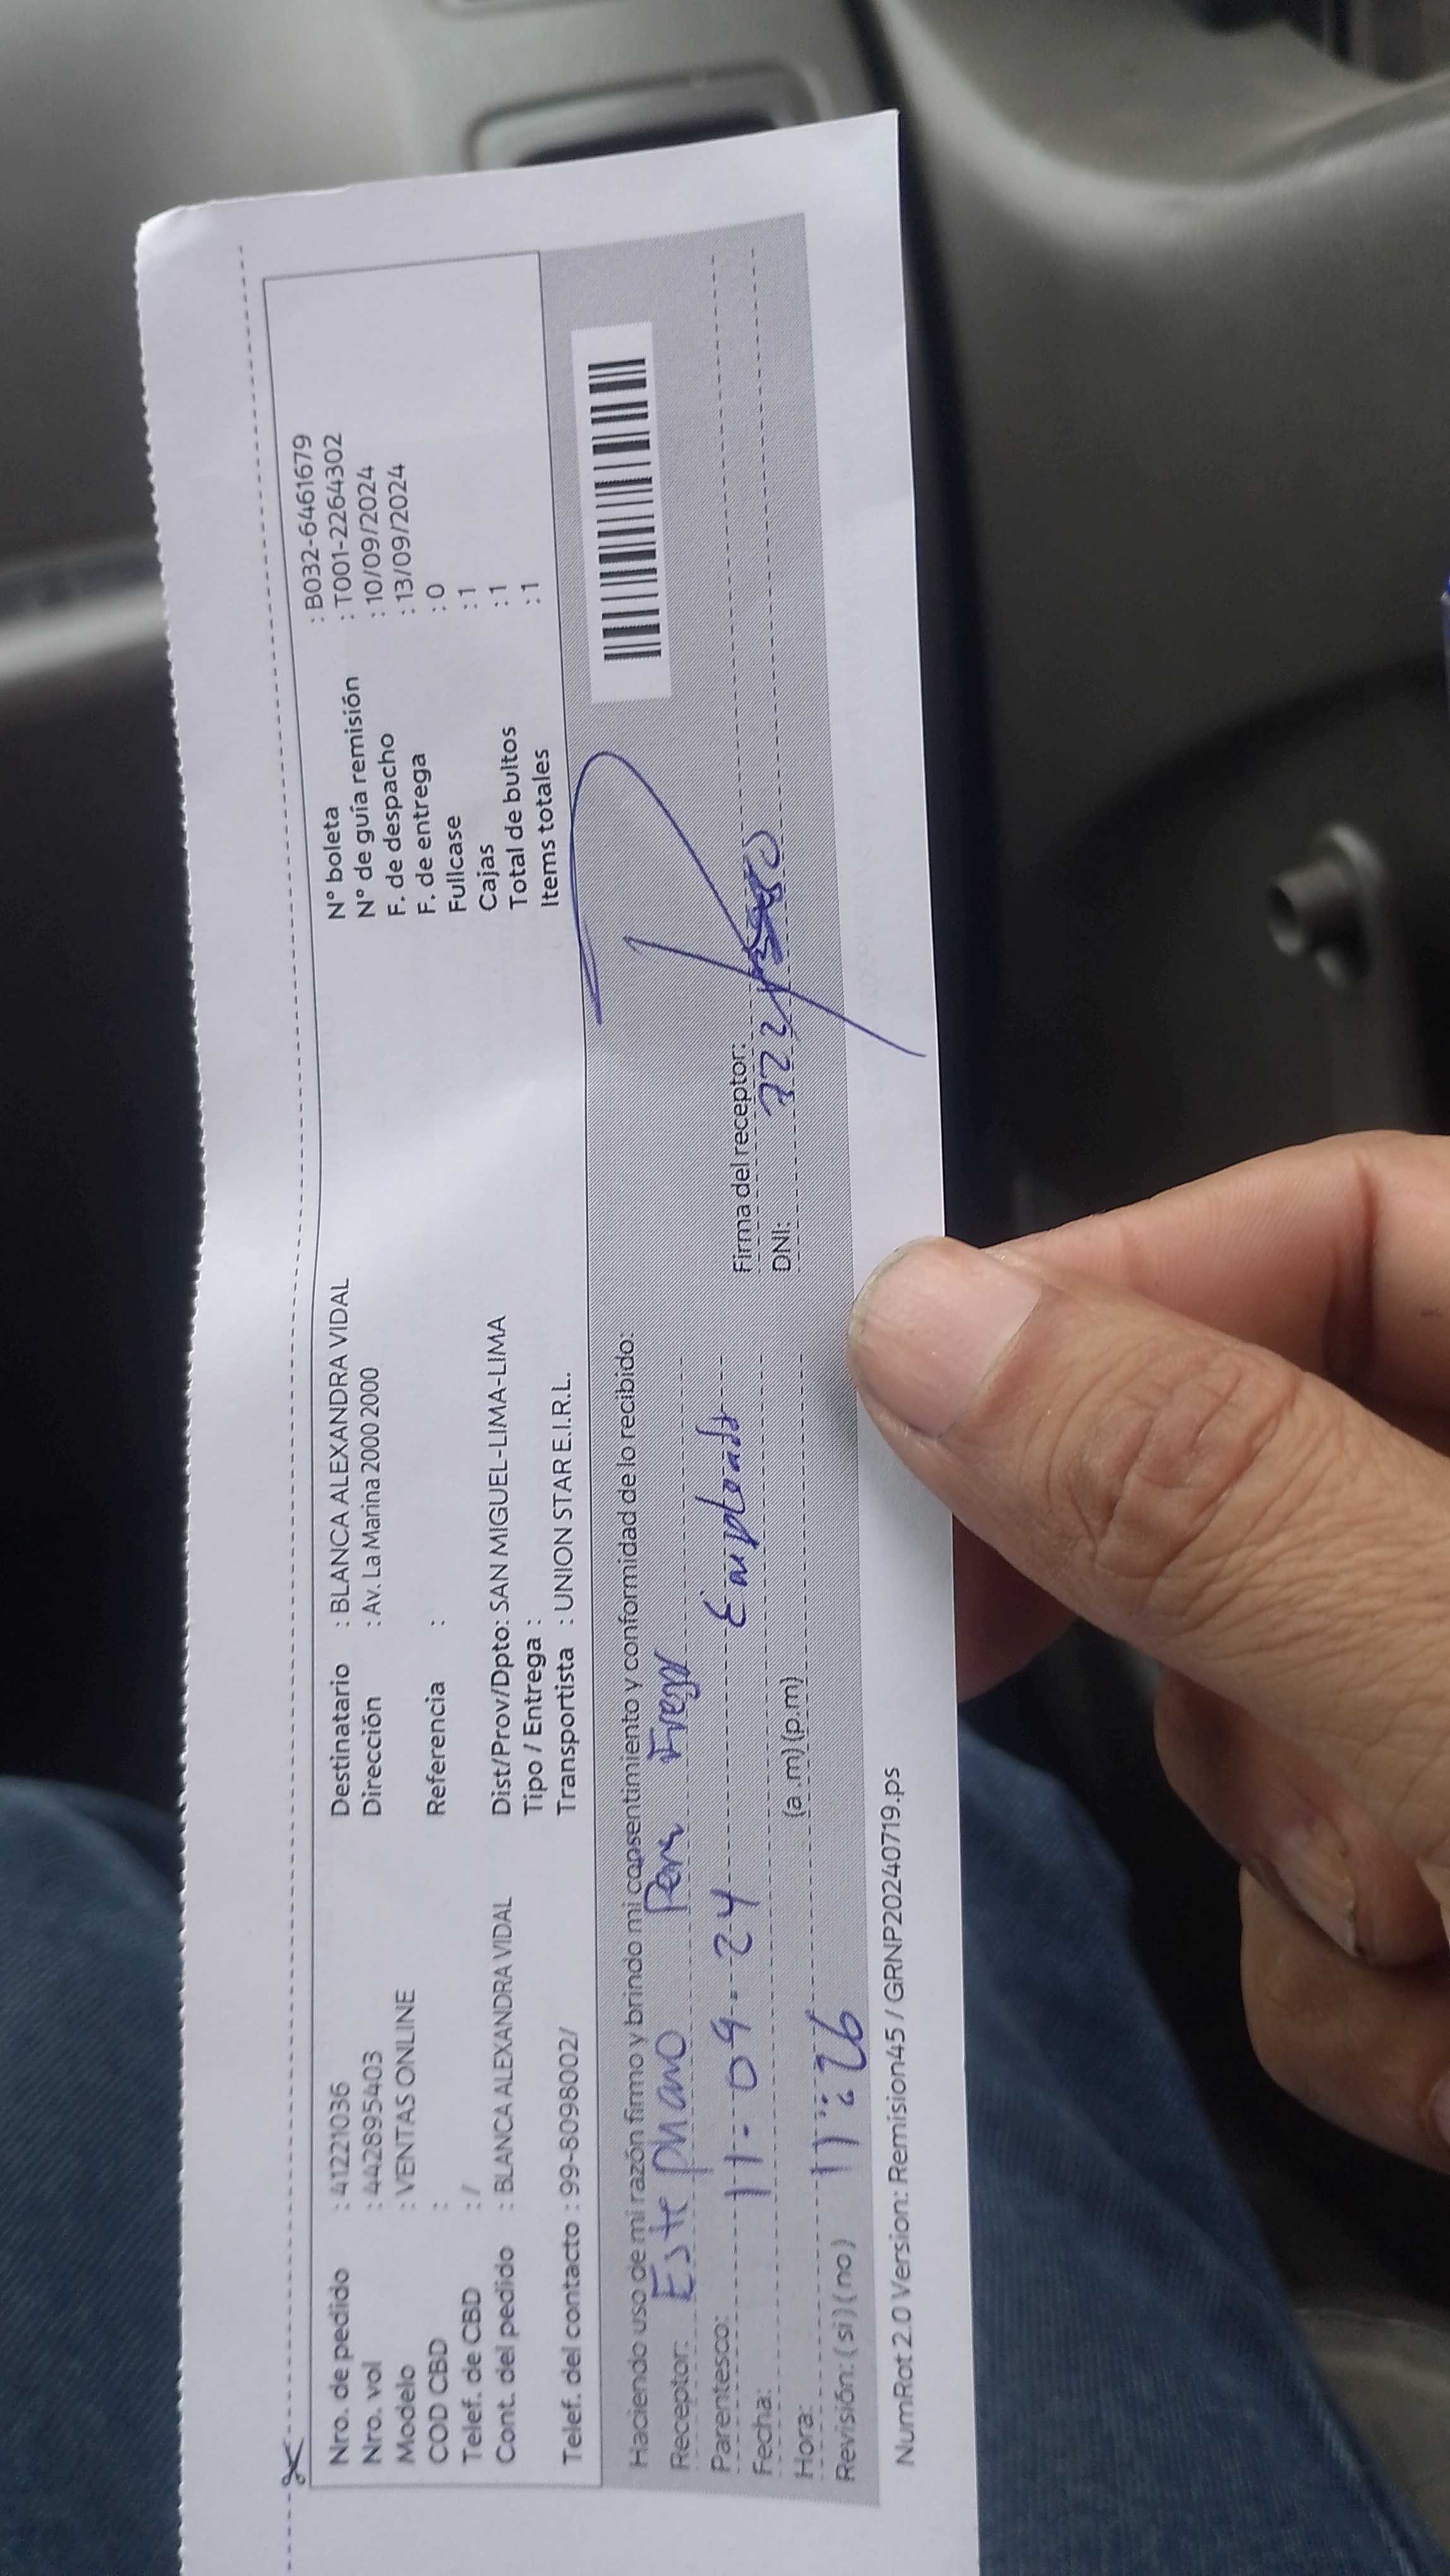 Nro. de pedido : 41221036
Nro. vol : 442895403
Modelo : VENTAS ONLINE
COD CBD :
Telef. de CBD : /
Cont. del pedido : BLANCA ALEXANDRA VIDAL
Telef. del contacto : 99-8098002/
Destinatario : BLANCA ALEXANDRA VIDAL
Dirección : Av. La Marina 2000 2000
Referencia :
Dist/Prov/Dpto: SAN MIGUEL-LIMA-LIMA
Tipo / Entrega :
Transportista : UNION STAR E.I.R.L.
N° boleta : B032-6461679
N° de guía remisión : T001-2264302
F. de despacho : 10/09/2024
F. de entrega : 13/09/2024
Fullcase : 0
Cajas : 1
Total de bultos : 1
Items totales : 1
Haciendo uso de mi razón firmo y brindo mi consentimiento y conformidad de lo recibido:
Receptor: Estephano
Parentesco:
Fecha: 11-09-24
Hora: 11:26 (a.m) (p.m)
Revisión: (si) (no)
Firma del receptor:
DNI:
NumRot 2.0 Version: Remision45 / GRNP20240719.ps